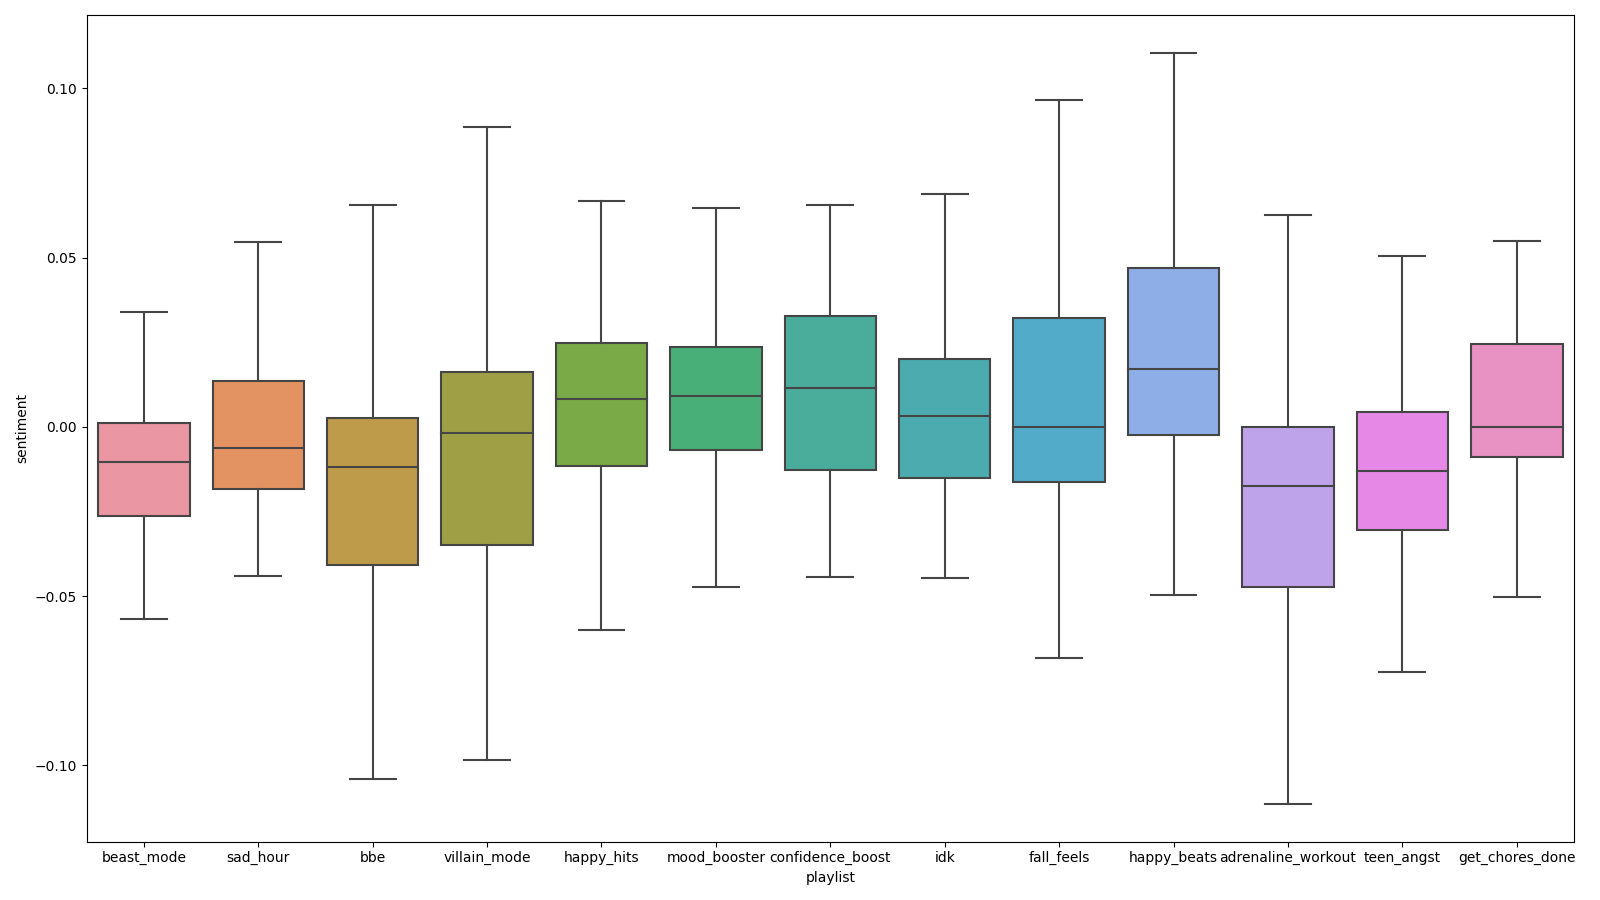 0.10
0.05
0.00
−0.05
−0.10
sentiment
beast_mode sad_hour bbe villain_mode happy_hits mood_booster confidence_boost idk fall_feels happy_beats adrenaline_workout teen_angst get_chores_done
playlist